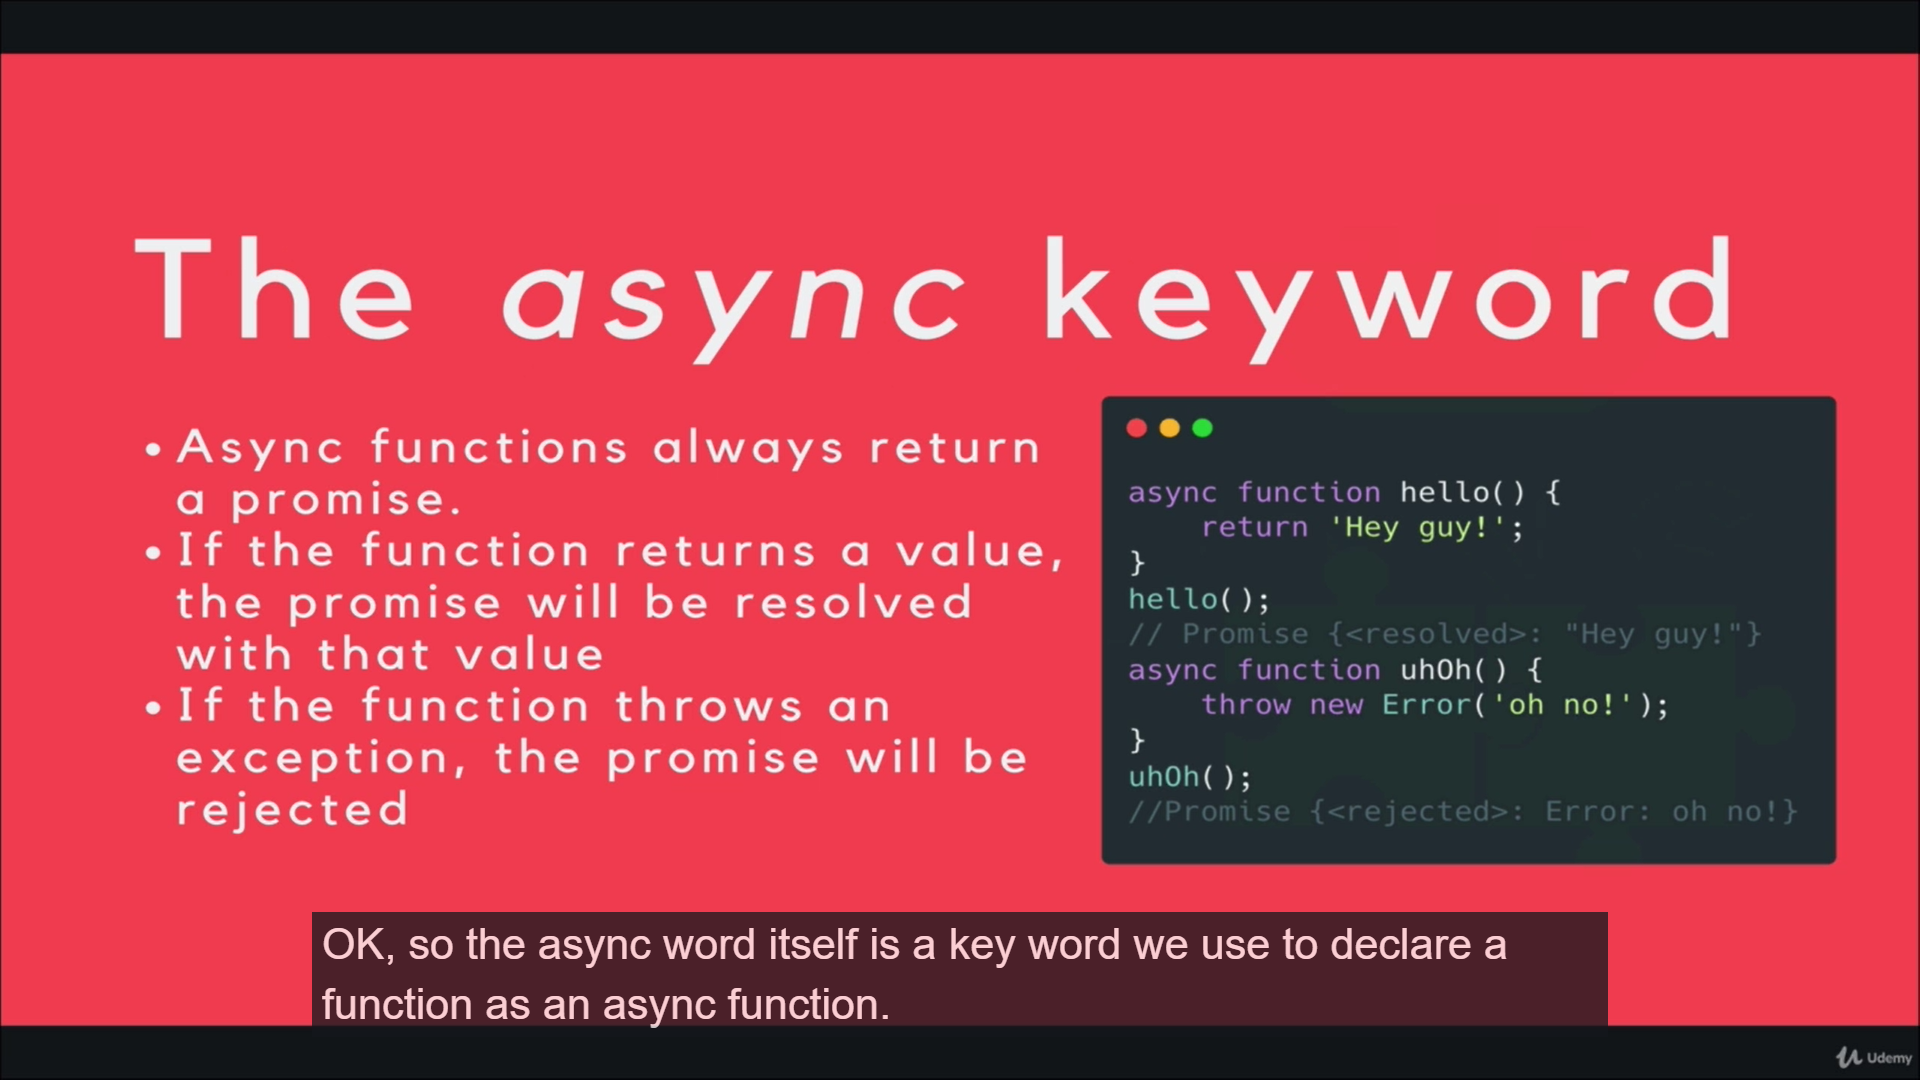 The async keyword
• Async functions always return
a promise.
• If the function returns a value,
the promise will be resolved
with that value
• If the function throws an
exception, the promise will be
rejected
async function hello() {
    return 'Hey guy!';
}
hello();
// Promise {<resolved>: "Hey guy!"}
async function uhOh() {
    throw new Error('oh no!');
}
uhOh();
//Promise {<rejected>: Error: oh no!}
OK, so the async word itself is a key word we use to declare a
function as an async function.
Udemy